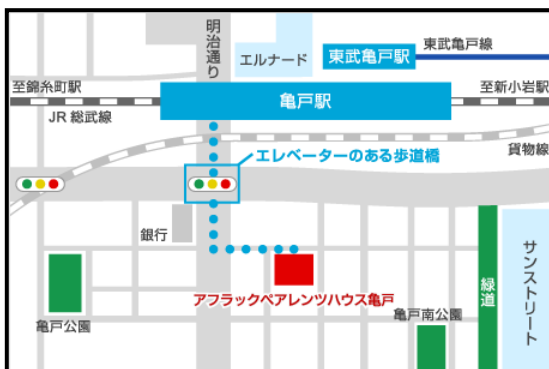 明治通り
エルナード
東武亀戸駅
東武亀戸線
至錦糸町駅
亀戸駅
至新小岩駅
JR 総武線
貨物線
エレベーターのある歩道橋
銀行
アフラックペアレンツハウス亀戸
緑道
サンストリート
亀戸公園
亀戸南公園